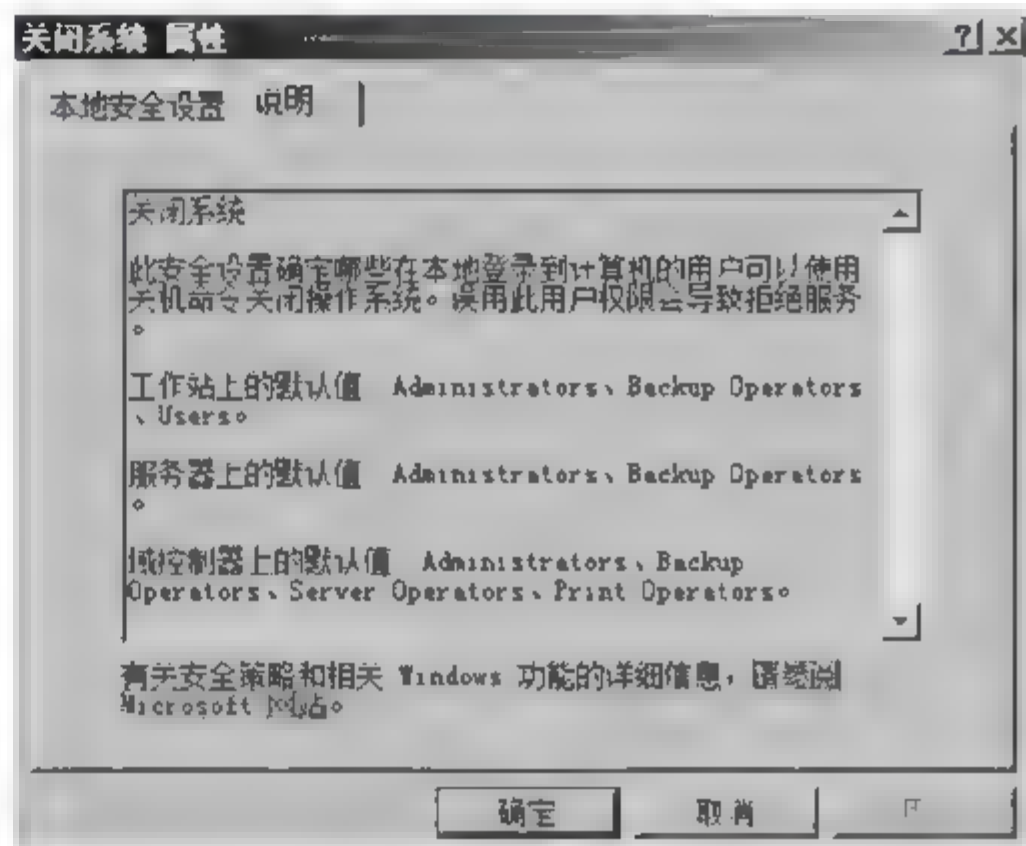 关闭系统 属性
本地安全设置 说明
关闭系统
此安全设置确定哪些在本地登录到计算机的用户可以使用
关机命令关闭操作系统。误用此用户权限会导致拒绝服务
。
工作站上的默认值 Administrators、Backup Operators
、Users。
服务器上的默认值 Administrators、Backup Operators
。
域控制器上的默认值 Administrators、Backup
Operators、Server Operators、Print Operators。
有关安全策略和相关 Windows 功能的详细信息，
Microsoft 网站。
确定 取消